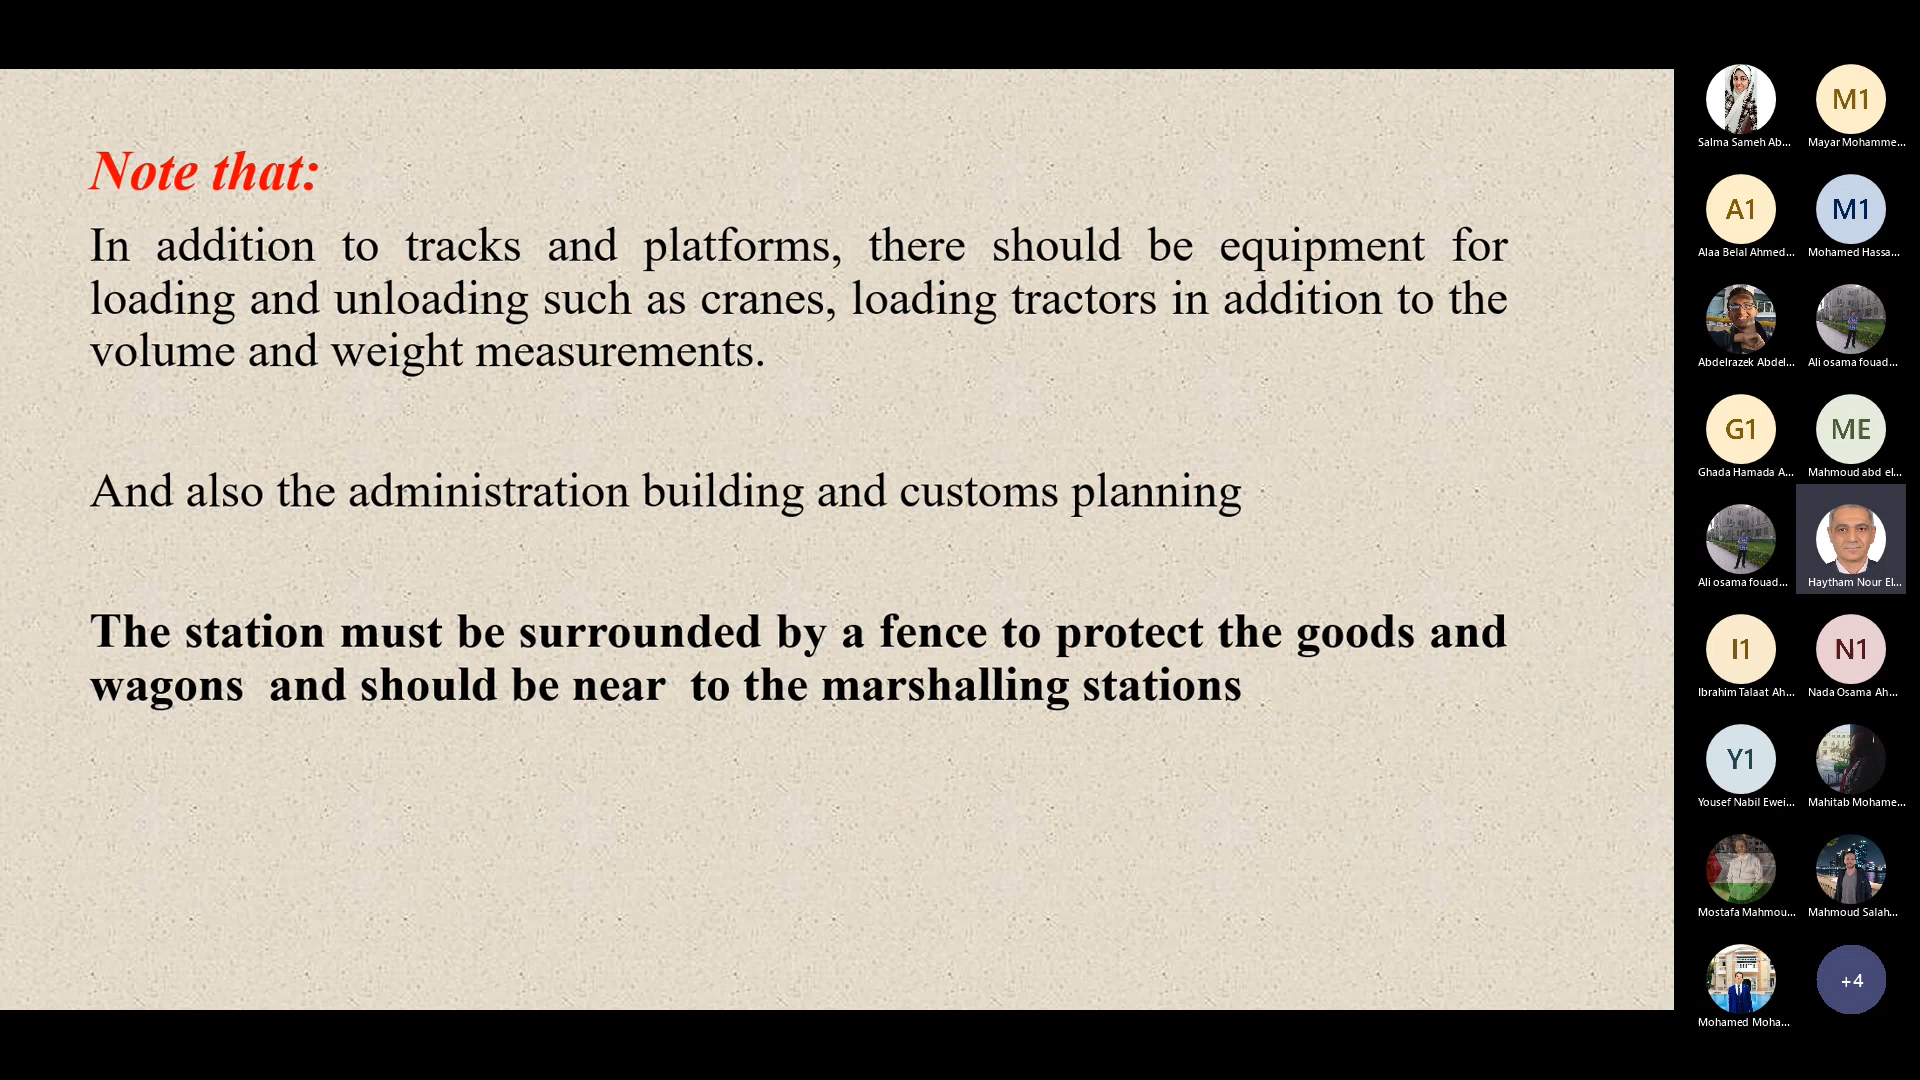 Note that:
In addition to tracks and platforms, there should be equipment for
loading and unloading such as cranes, loading tractors in addition to the
volume and weight measurements.
And also the administration building and customs planning
The station must be surrounded by a fence to protect the goods and
wagons and should be near to the marshalling stations
Salma Sameh Ab...
M1
Mayar Mohamme...
A1
Alaa Belal Ahmed...
M1
Mohamed Hassa...
Abdelrazek Abdel...
Ali osama fouad...
G1
Ghada Hamada A...
ME
Mahmoud abd el...
Ali osama fouad...
Haytham Nour El...
I1
Ibrahim Talaat Ah...
N1
Nada Osama Ah...
Y1
Yousef Nabil Ewei...
Mahitab Mohame...
Mostafa Mahmou...
Mahmoud Salah...
Mohamed Moha...
+4